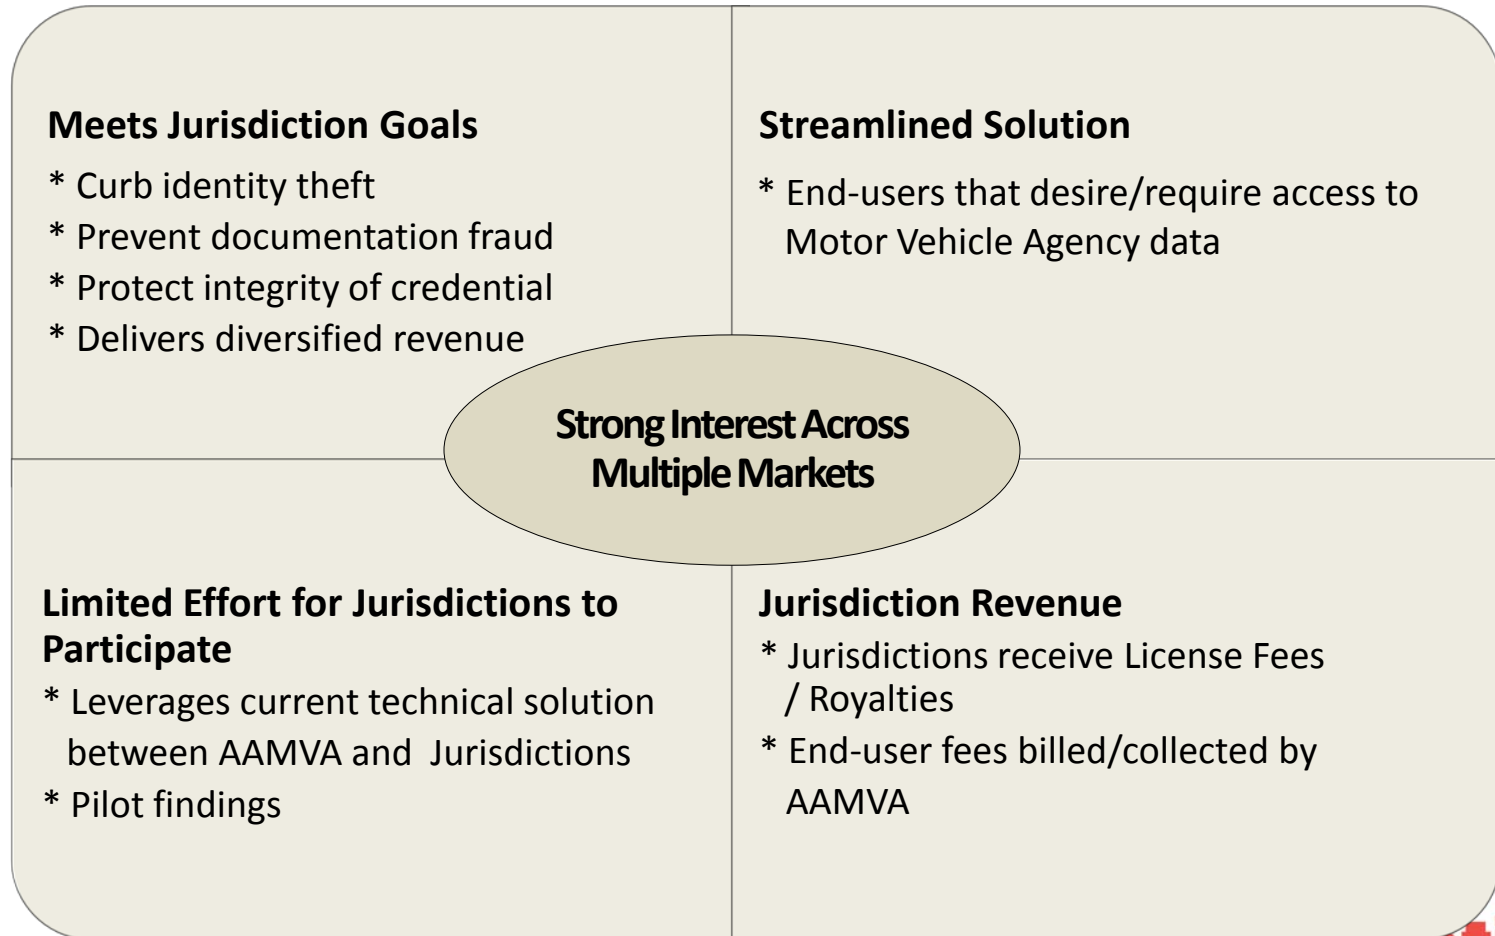 Meets Jurisdiction Goals
* Curb identity theft
* Prevent documentation fraud
* Protect integrity of credential
* Delivers diversified revenue
Streamlined Solution
* End-users that desire/require access to
Motor Vehicle Agency data
Strong Interest Across
Multiple Markets
Limited Effort for Jurisdictions to
Participate
* Leverages current technical solution
between AAMVA and  Jurisdictions
* Pilot findings
Jurisdiction Revenue
* Jurisdictions receive License Fees
/ Royalties
* End-user fees billed/collected by
AAMVA